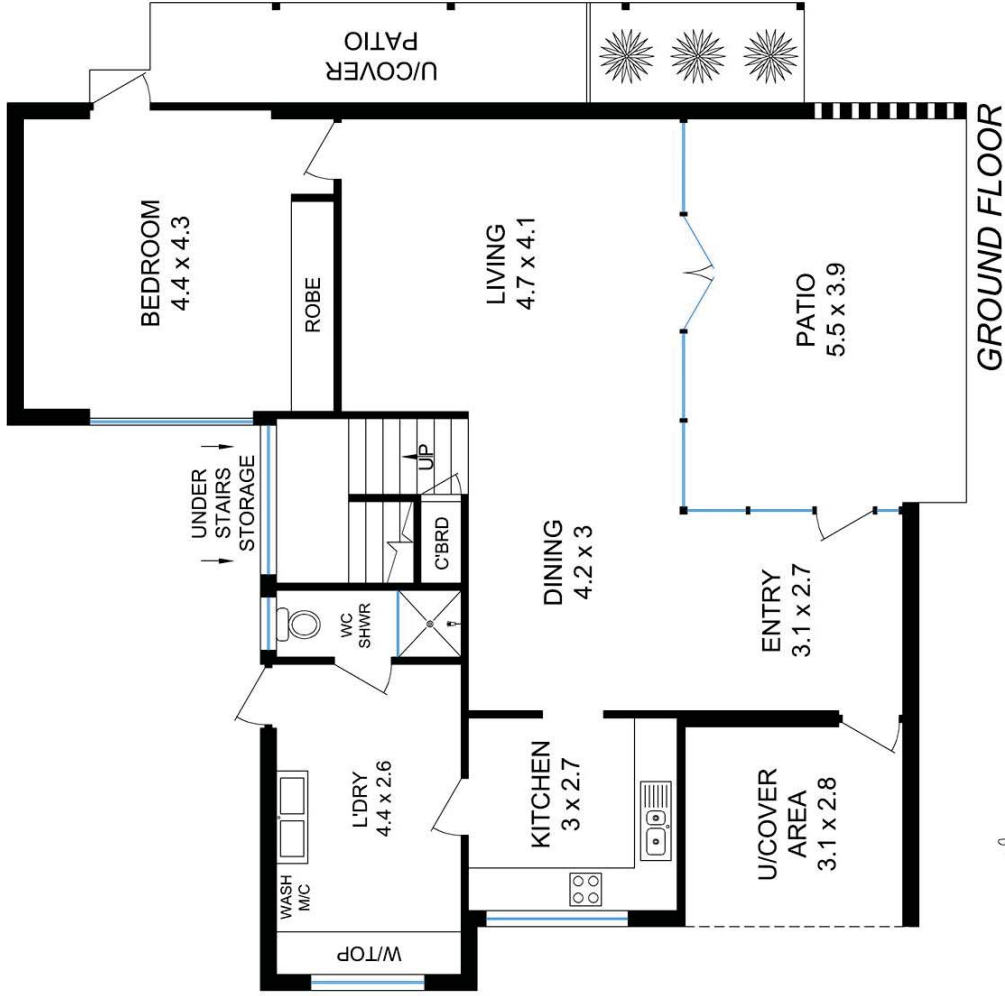 U/COVER
PATIO
BEDROOM
4.4 x 4.3
ROBE
LIVING
4.7 x 4.1
PATIO
5.5 x 3.9
GROUND FLOOR
UNDER
STAIRS
STORAGE
UP
C'BRD
DINING
4.2 x 3
ENTRY
3.1 x 2.7
WC
SHWR
L'DRY
4.4 x 2.6
WASH
M/C
W/TOP
KITCHEN
3 x 2.7
U/COVER
AREA
3.1 x 2.8